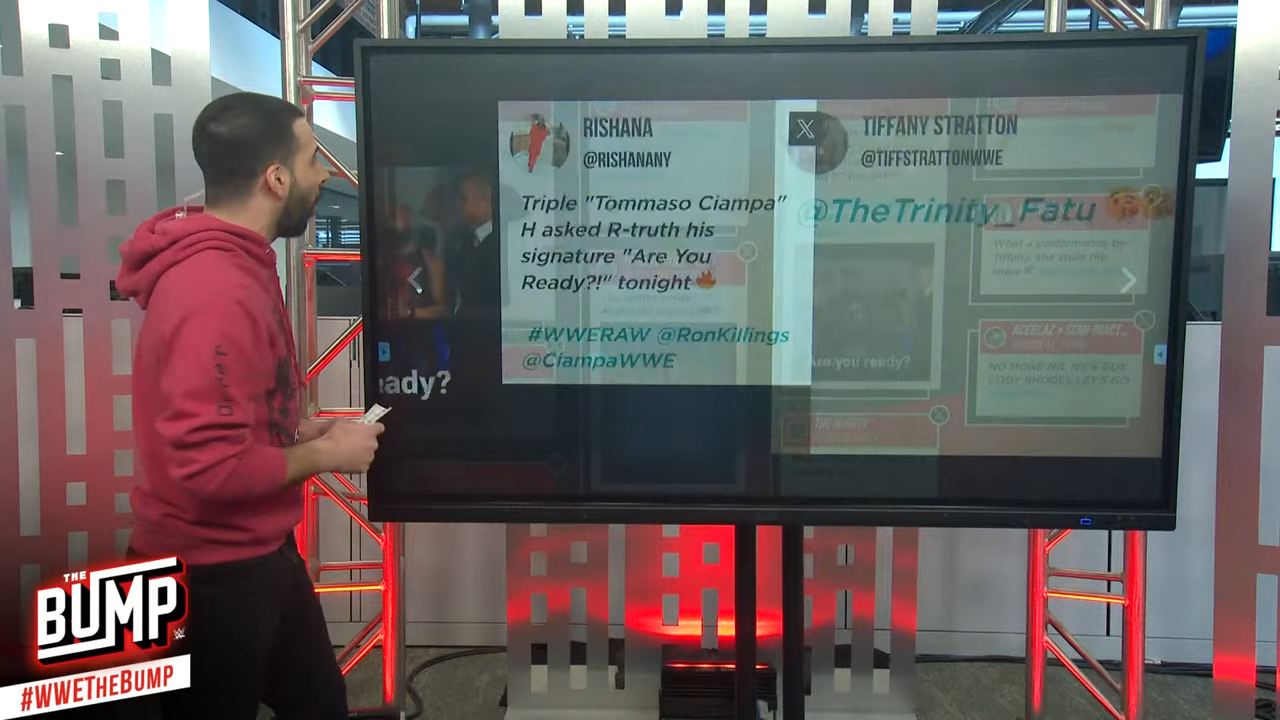 RISHANA
@RISHANANY
Triple "Tommaso Ciampa"
H asked R-truth his
signature "Are You
Ready?!" tonight🔥
#WWERAW @RonKillings
@CiampaWWE
TIFFANY STRATTON
@TIFFSTRATTONWWE
@TheTrinity_Fatu
What a performance by
Tiffany, she stole the
show
NO MORE MR. NICE GUY
CODY RHODES LET'S GO
Are you ready?
eady?
THE
BUMP
#WWETHEBUMP